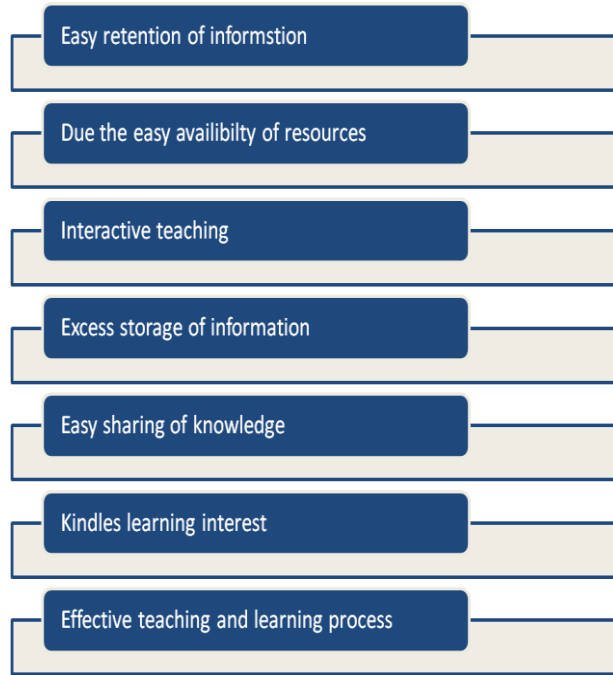 Easy retention of informstion
Due the easy availibilty of resources
Interactive teaching
Excess storage of information
Easy sharing of knowledge
Kindles learning interest
Effective teaching and learning process